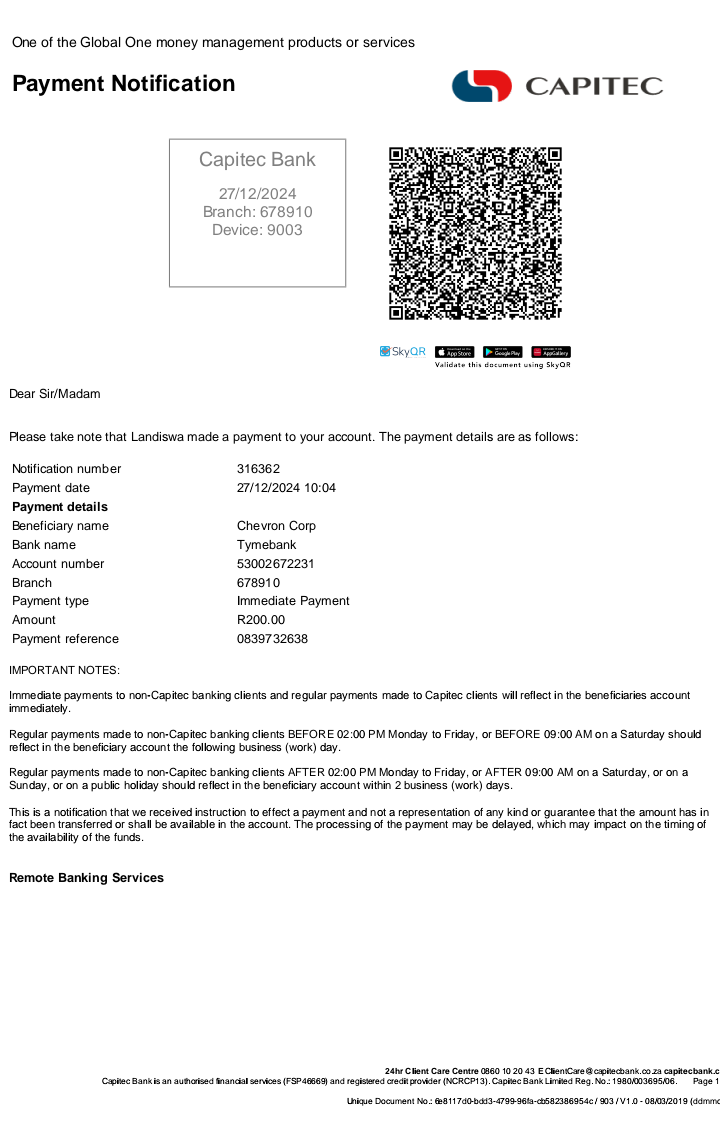 One of the Global One money management products or services
Payment Notification
CAPITEC
Capitec Bank
27/12/2024
Branch: 678910
Device: 9003
SkyQR
Download on the App Store
GET IT ON Google Play
EXPLORE IT ON AppGallery
Validate this document using SkyQR
Dear Sir/Madam
Please take note that Landiswa made a payment to your account. The payment details are as follows:
Notification number 316362
Payment date 27/12/2024 10:04
Payment details
Beneficiary name Chevron Corp
Bank name Tymebank
Account number 53002672231
Branch 678910
Payment type Immediate Payment
Amount R200.00
Payment reference 0839732638
IMPORTANT NOTES:
Immediate payments to non-Capitec banking clients and regular payments made to Capitec clients will reflect in the beneficiaries account
immediately.
Regular payments made to non-Capitec banking clients BEFORE 02:00 PM Monday to Friday, or BEFORE 09:00 AM on a Saturday should
reflect in the beneficiary account the following business (work) day.
Regular payments made to non-Capitec banking clients AFTER 02:00 PM Monday to Friday, or AFTER 09:00 AM on a Saturday, or on a
Sunday, or on a public holiday should reflect in the beneficiary account within 2 business (work) days.
This is a notification that we received instruction to effect a payment and not a representation of any kind or guarantee that the amount has in
fact been transferred or shall be available in the account. The processing of the payment may be delayed, which may impact on the timing of
the availability of the funds.
Remote Banking Services
24hr Client Care Centre 0860 10 20 43 E ClientCare@capitecbank.co.za capitecbank.c
Capitec Bank is an authorised financial services (FSP46669) and registered credit provider (NCRCP13). Capitec Bank Limited Reg. No.: 1980/003695/06. Page 1
Unique Document No.: 6e8117d0-bdd3-4799-96fa-cb582386954c / 903 / V1.0 - 08/03/2019 (ddmmc